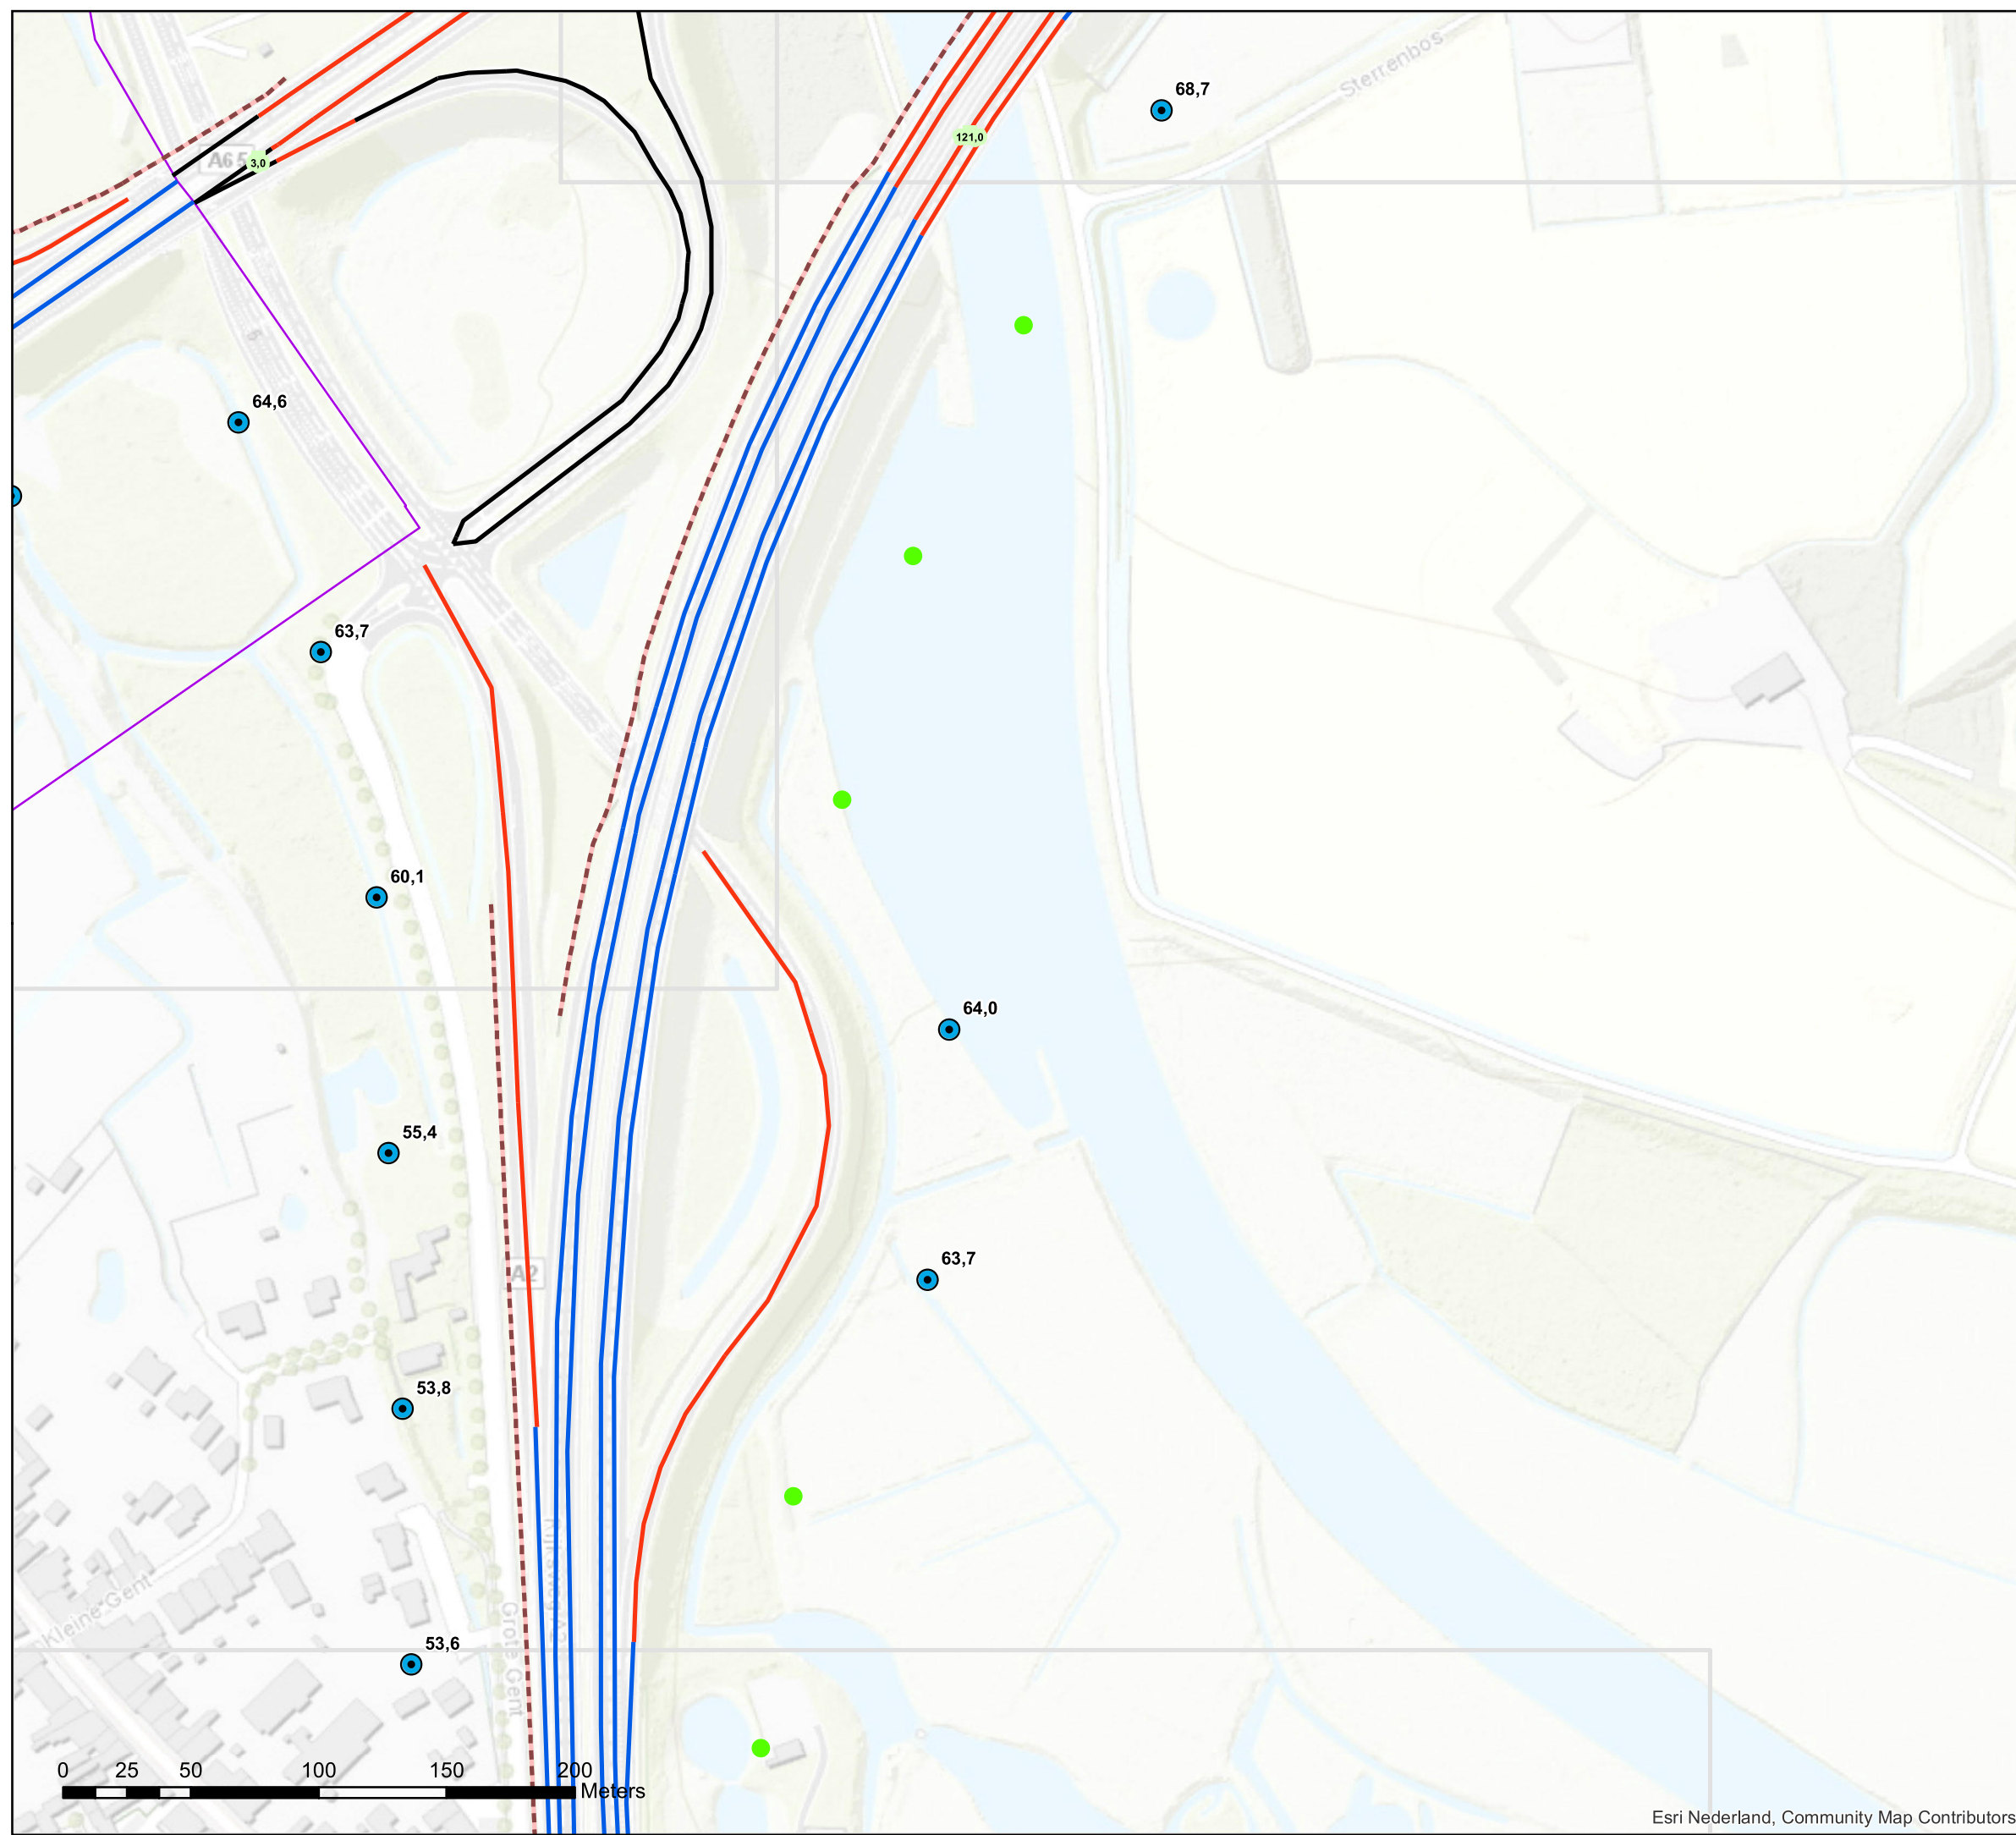 68,7
Sterrenbos
121,0
A65
3,0
64,6
63,7
60,1
64,0
55,4
63,7
A2
53,8
Kleine Gent
53,6
Grote Gent
0 25 50 100 150 200
Meters
Esri Nederland, Community Map Contributors